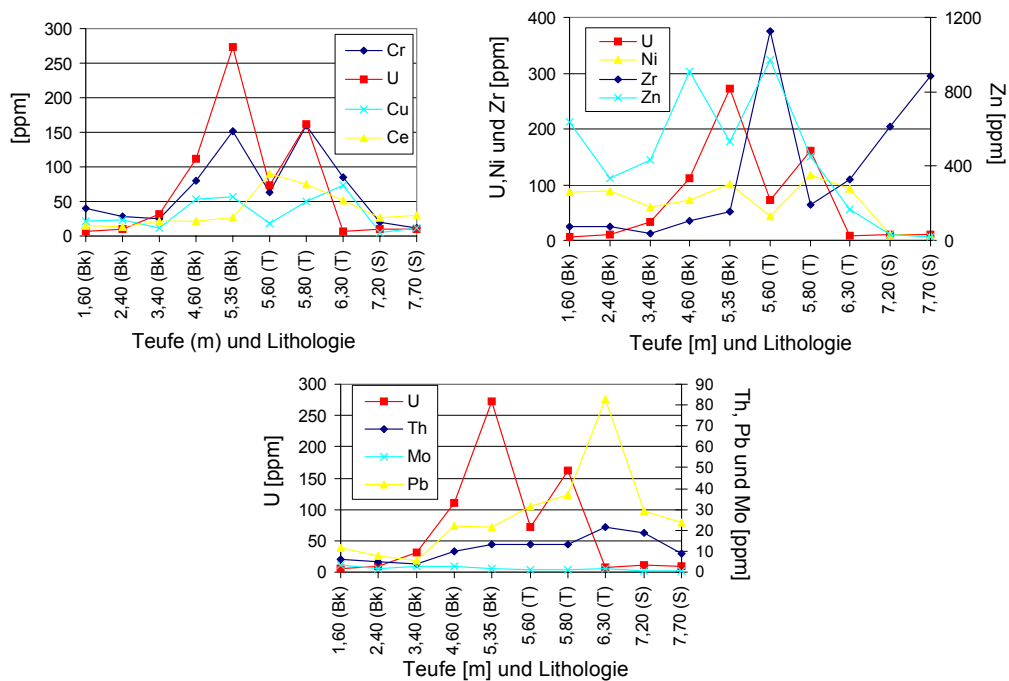 [ppm]
300
250
200
150
100
50
0
Cr
U
Cu
Ce
1,60 (Bk)
2,40 (Bk)
3,40 (Bk)
4,60 (Bk)
5,35 (Bk)
5,60 (T)
5,80 (T)
6,30 (T)
7,20 (S)
7,70 (S)
Teufe (m) und Lithologie
U,Ni und Zr [ppm]
400
300
200
100
0
U
Ni
Zr
Zn
1200
800
400
0
Zn [ppm]
1,60 (Bk)
2,40 (Bk)
3,40 (Bk)
4,60 (Bk)
5,35 (Bk)
5,60 (T)
5,80 (T)
6,30 (T)
7,20 (S)
7,70 (S)
Teufe [m] und Lithologie
U [ppm]
300
250
200
150
100
50
0
U
Th
Mo
Pb
90
80
70
60
50
40
30
20
10
0
Th, Pb und Mo [ppm]
1,60 (Bk)
2,40 (Bk)
3,40 (Bk)
4,60 (Bk)
5,35 (Bk)
5,60 (T)
5,80 (T)
6,30 (T)
7,20 (S)
7,70 (S)
Teufe [m] und Lithologie